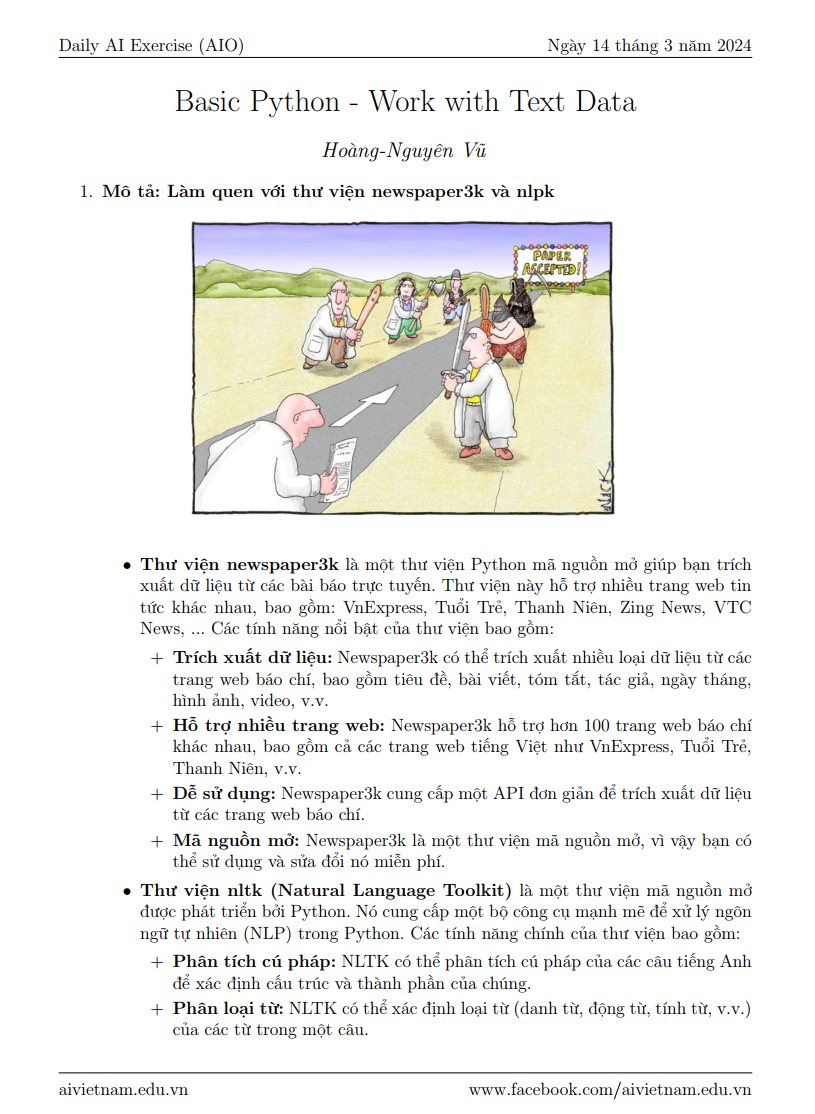 Daily AI Exercise (AIO) Ngày 14 tháng 3 năm 2024
Basic Python - Work with Text Data
Hoàng-Nguyên Vũ
1. Mô tả: Làm quen với thư viện newspaper3k và nlpk
PAPER
ACCEPTED!
NICK
• Thư viện newspaper3k là một thư viện Python mã nguồn mở giúp bạn trích
xuất dữ liệu từ các bài báo trực tuyến. Thư viện này hỗ trợ nhiều trang web tin
tức khác nhau, bao gồm: VnExpress, Tuổi Trẻ, Thanh Niên, Zing News, VTC
News, ... Các tính năng nổi bật của thư viện bao gồm:
+ Trích xuất dữ liệu: Newspaper3k có thể trích xuất nhiều loại dữ liệu từ các
trang web báo chí, bao gồm tiêu đề, bài viết, tóm tắt, tác giả, ngày tháng,
hình ảnh, video, v.v.
+ Hỗ trợ nhiều trang web: Newspaper3k hỗ trợ hơn 100 trang web báo chí
khác nhau, bao gồm cả các trang web tiếng Việt như VnExpress, Tuổi Trẻ,
Thanh Niên, v.v.
+ Dễ sử dụng: Newspaper3k cung cấp một API đơn giản để trích xuất dữ liệu
từ các trang web báo chí.
+ Mã nguồn mở: Newspaper3k là một thư viện mã nguồn mở, vì vậy bạn có
thể sử dụng và sửa đổi nó miễn phí.
• Thư viện nltk (Natural Language Toolkit) là một thư viện mã nguồn mở
được phát triển bởi Python. Nó cung cấp một bộ công cụ mạnh mẽ để xử lý ngôn
ngữ tự nhiên (NLP) trong Python. Các tính năng chính của thư viện bao gồm:
+ Phân tích cú pháp: NLTK có thể phân tích cú pháp của các câu tiếng Anh
để xác định cấu trúc và thành phần của chúng.
+ Phân loại từ: NLTK có thể xác định loại từ (danh từ, động từ, tính từ, v.v.)
của các từ trong một câu.
aivietnam.edu.vn www.facebook.com/aivietnam.edu.vn